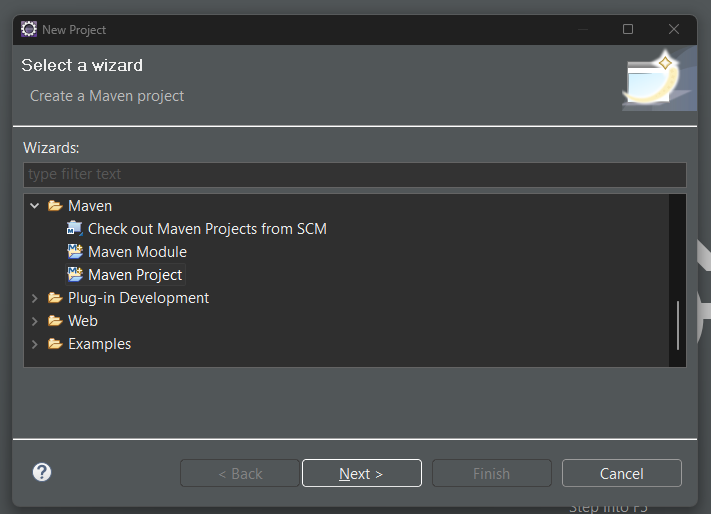 New Project
Select a wizard
Create a Maven project
Wizards:
type filter text
Maven
Check out Maven Projects from SCM
Maven Module
Maven Project
Plug-in Development
Web
Examples
?
< Back
Next >
Finish
Cancel
Step Into F5